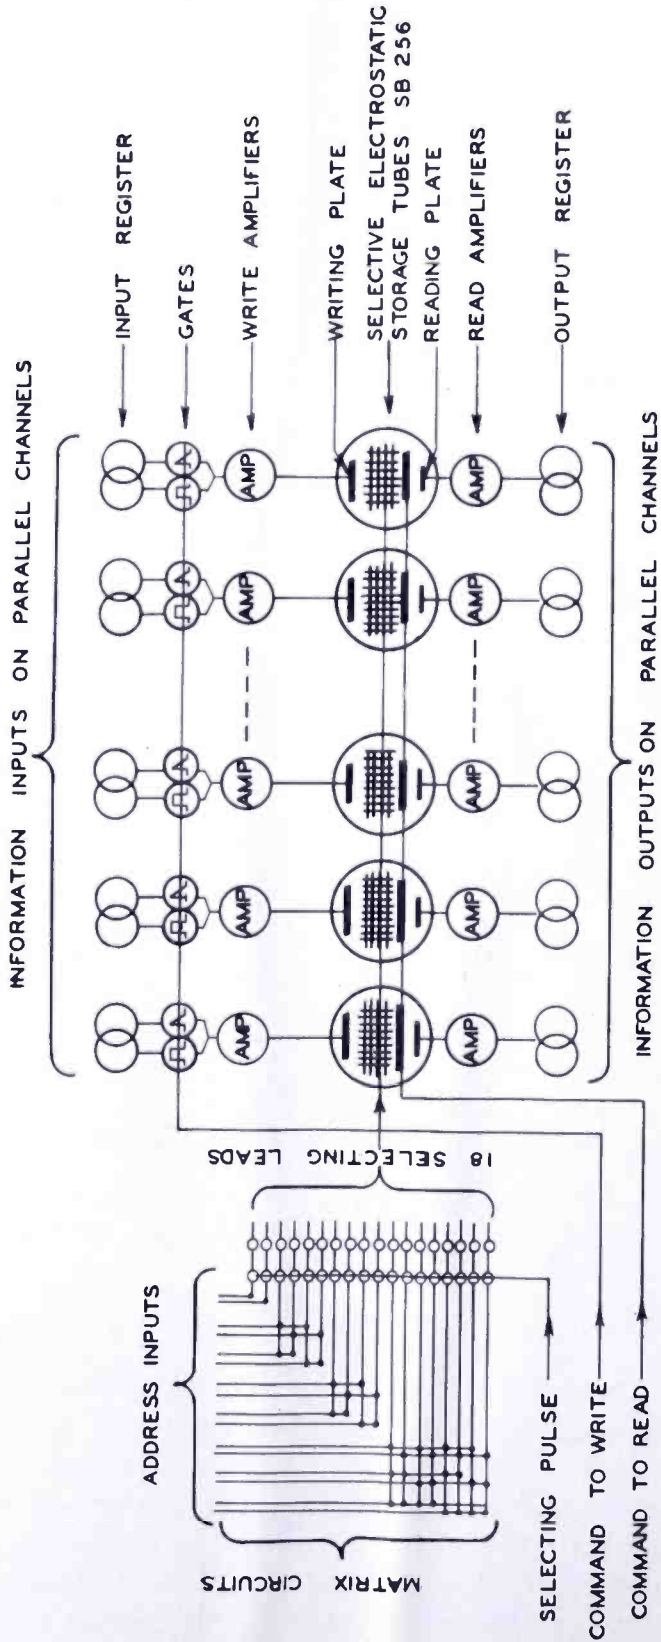 INFORMATION INPUTS ON PARALLEL CHANNELS
INPUT REGISTER
GATES
WRITE AMPLIFIERS
AMP AMP AMP AMP AMP
WRITING PLATE
SELECTIVE ELECTROSTATIC
STORAGE TUBES SB 256
READING PLATE
READ AMPLIFIERS
AMP AMP AMP AMP AMP
OUTPUT REGISTER
INFORMATION OUTPUTS ON PARALLEL CHANNELS
ADDRESS INPUTS
MATRIX CIRCUITS
18 SELECTING LEADS
SELECTING PULSE
COMMAND TO WRITE
COMMAND TO READ